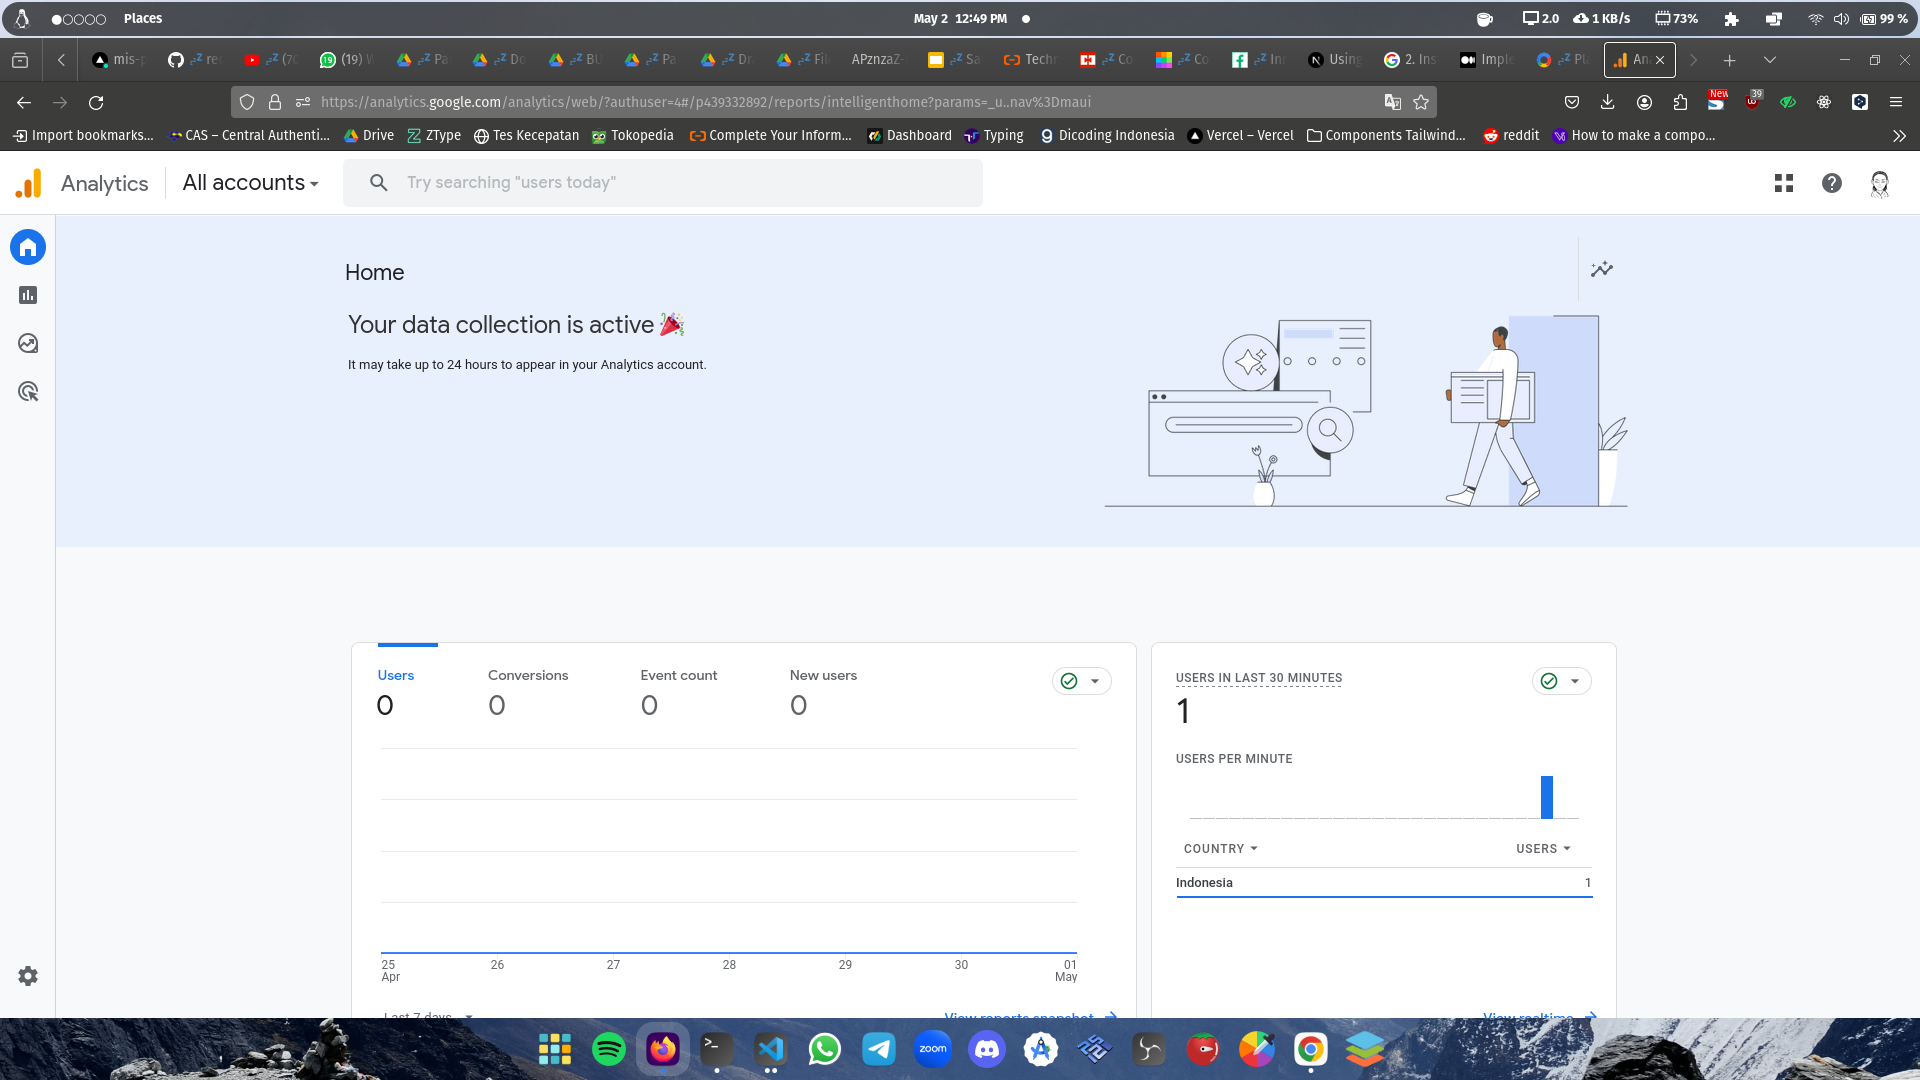 Places
May 2 12:49 PM
2.0
1 KB/s
73%
99 %
mis-p
re
(70
(19) W
Pa
Do
BU
Pa
Dr
File
APznzaZ-
Sa
Tech
Co
Co
In
Using
2. Ins
Imple
Pla
An
https://analytics.google.com/analytics/web/?authuser=4#/p439332892/reports/intelligenthome?params=_u..nav%3Dmaui
New
39
Import bookmarks...
CAS – Central Authenti...
Drive
ZType
Tes Kecepatan
Tokopedia
Complete Your Inform...
Dashboard
Typing
Dicoding Indonesia
Vercel – Vercel
Components Tailwind...
reddit
How to make a compo...
Analytics
All accounts
Try searching "users today"
Home
Your data collection is active
It may take up to 24 hours to appear in your Analytics account.
Users
Conversions
Event count
New users
0
0
0
0
25
Apr
26
27
28
29
30
01
May
Last 7 days
View reports snapshot
USERS IN LAST 30 MINUTES
1
USERS PER MINUTE
COUNTRY
USERS
Indonesia
1
View realtime
zoom